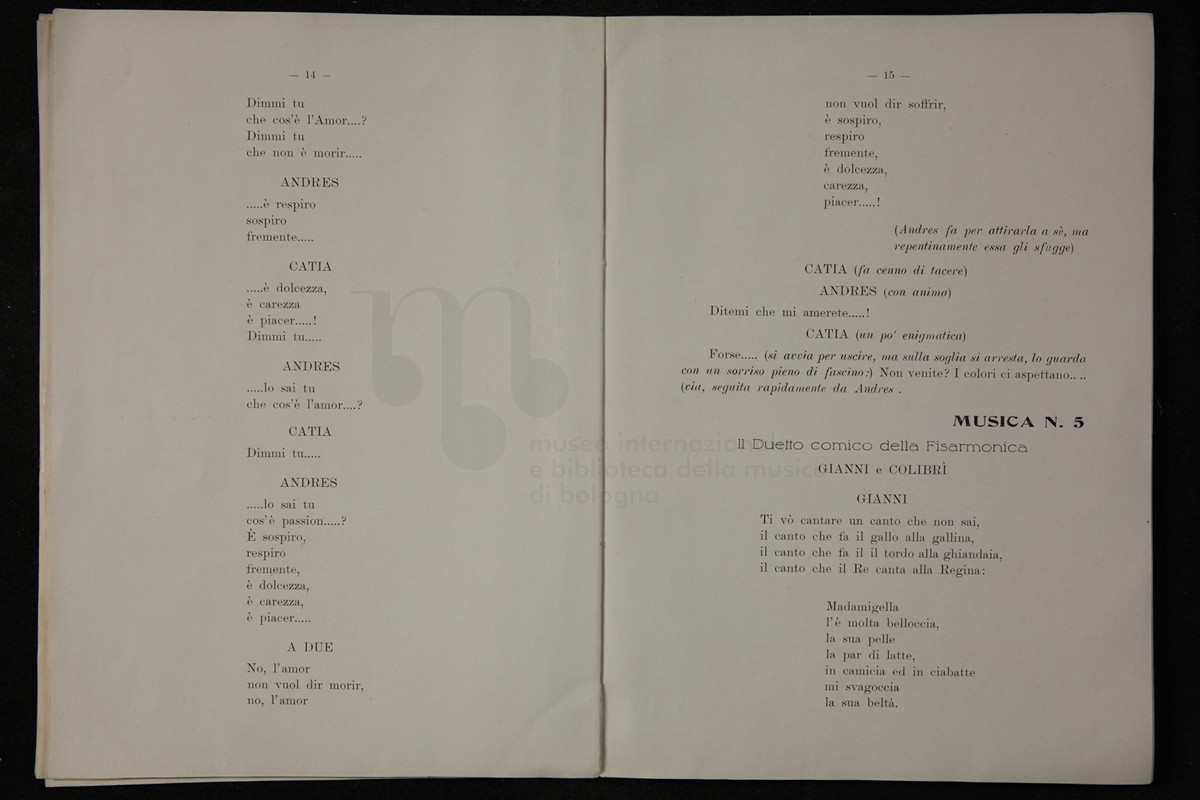 — 14 —
Dimmi tu
che cos'è l'Amor....?
Dimmi tu
che non è morir.....
ANDRES
.....è respiro
sospiro
fremente.....
CATIA
.....è dolcezza,
è carezza
è piacer.....!
Dimmi tu.....
ANDRES
.....lo sai tu
che cos'è l'amor....?
CATIA
Dimmi tu.....
ANDRES
.....lo sai tu
cos'è passion.....?
È sospiro,
respiro
fremente,
è dolcezza,
è carezza,
è piacer.....
A DUE
No, l'amor
non vuol dir morir,
no, l'amor
— 15 —
non vuol dir soffrir,
è sospiro,
respiro
fremente,
è dolcezza,
carezza,
piacer.....!
(Andres fa per attirarla a sè, ma
repentinamente essa gli sfugge)
CATIA (fa cenno di tacere)
ANDRES (con anima)
Ditemi che mi amerete.....!
CATIA (un po' enigmatica)
Forse..... (si avvia per uscire, ma sulla soglia si arresta, lo guarda
con un sorriso pieno di fascino:) Non venite? I colori ci aspettano.. ..
(via, seguita rapidamente da Andres .
MUSICA N. 5
Il Duetto comico della Fisarmonica
GIANNI e COLIBRÌ
GIANNI
Ti vò cantare un canto che non sai,
il canto che fa il gallo alla gallina,
il canto che fa il il tordo alla ghiandaia,
il canto che il Re canta alla Regina:
Madamigella
l'è molta belloccia,
la sua pelle
la par di latte,
in camicia ed in ciabatte
mi svagoccia
la sua beltà.
museo internazionale
e biblioteca della musica
di bologna